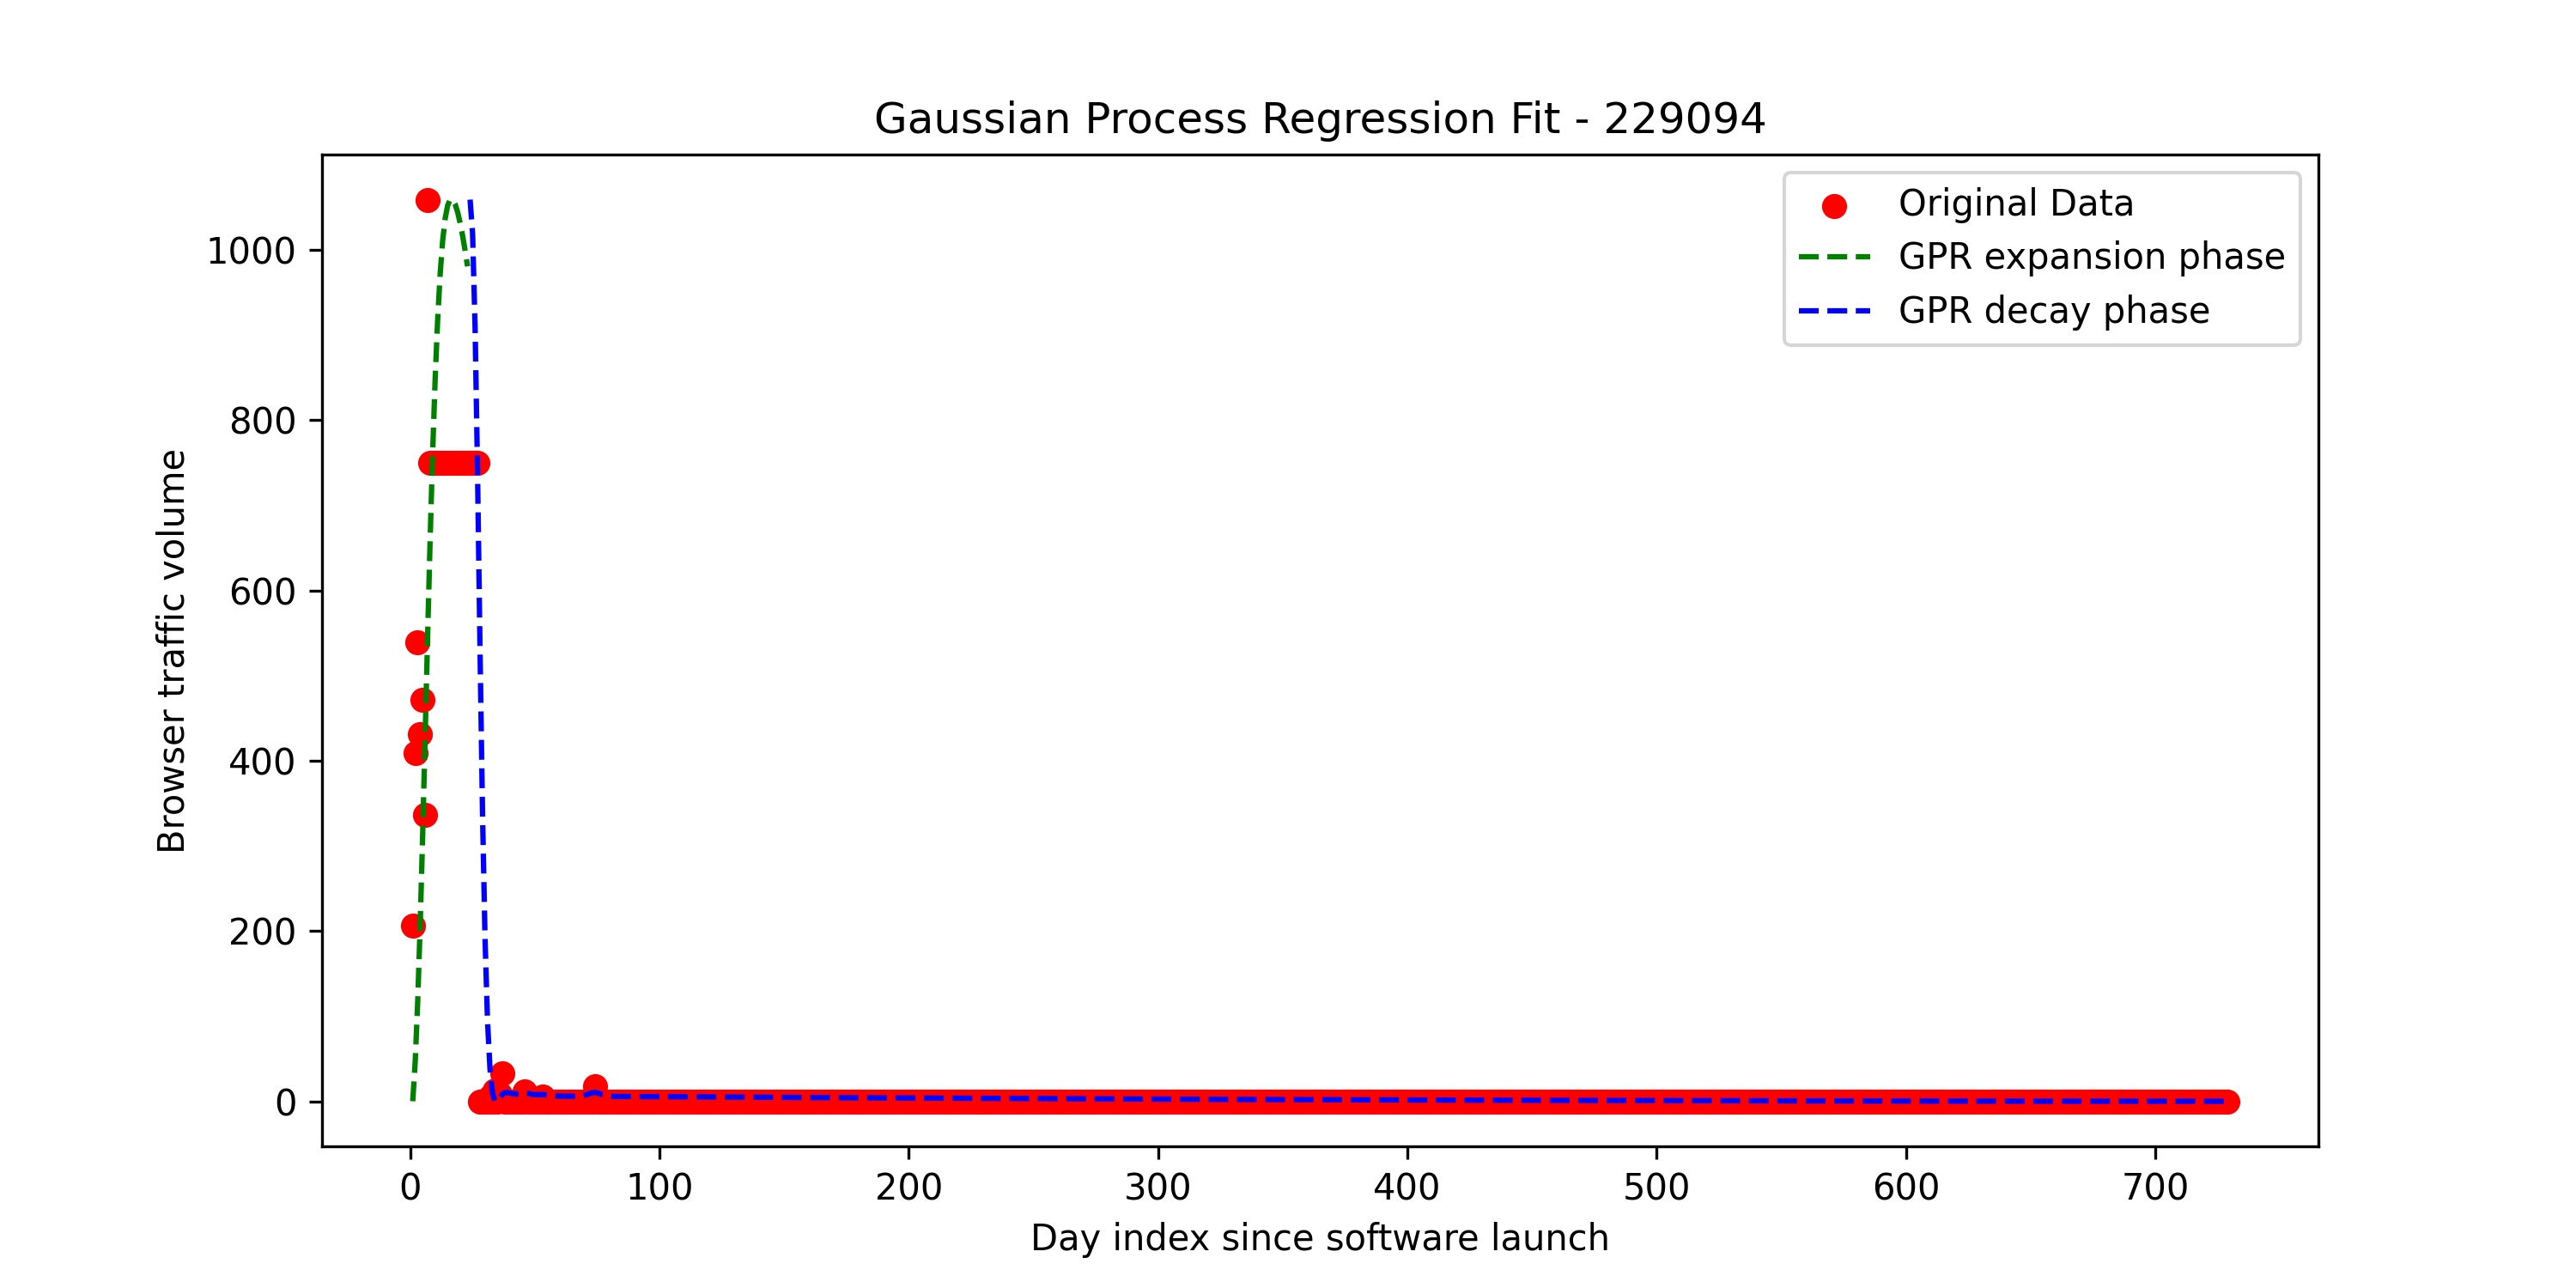 Gaussian Process Regression Fit - 229094
Original Data
GPR expansion phase
GPR decay phase
Browser traffic volume
1000
800
600
400
200
0
0 100 200 300 400 500 600 700
Day index since software launch